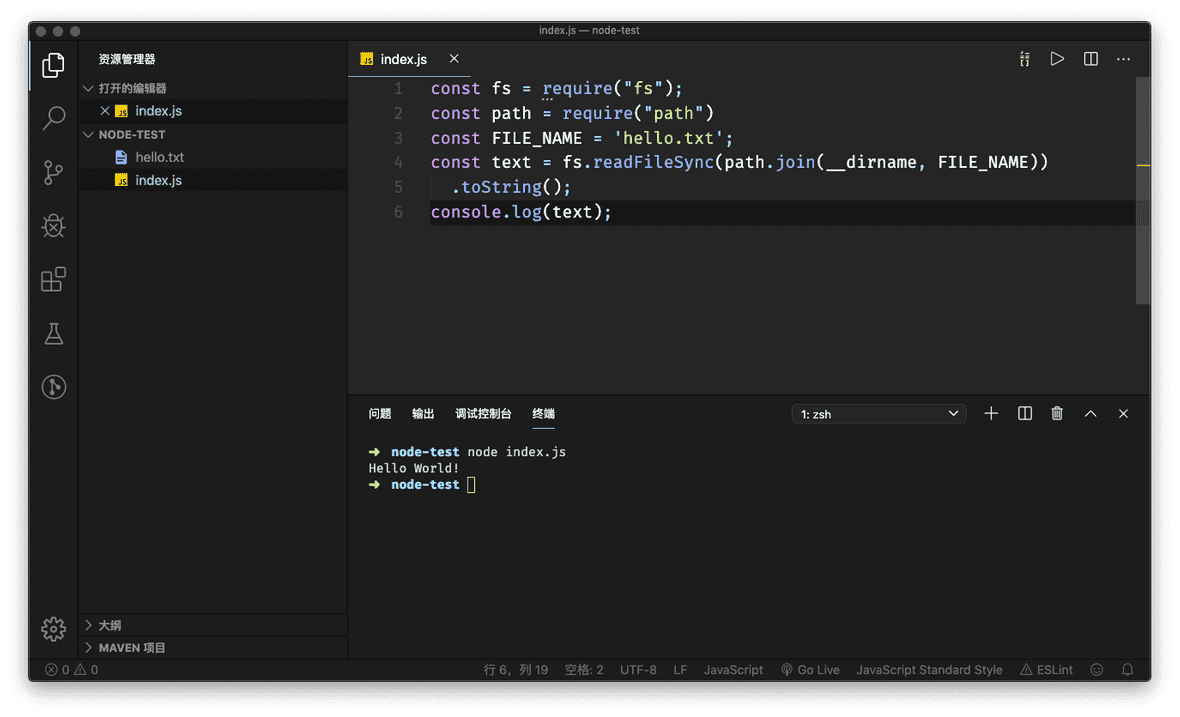 index.js — node-test
资源管理器
打开的编辑器
JS index.js
NODE-TEST
hello.txt
JS index.js
大纲
MAVEN 项目
JS index.js
1 const fs = require("fs");
2 const path = require("path")
3 const FILE_NAME = 'hello.txt';
4 const text = fs.readFileSync(path.join(__dirname, FILE_NAME))
5 .toString();
6 console.log(text);
问题 输出 调试控制台 终端 1: zsh
➜ node-test node index.js
Hello World!
➜ node-test
0 0 行 6，列 19 空格: 2 UTF-8 LF JavaScript Go Live JavaScript Standard Style ESLint